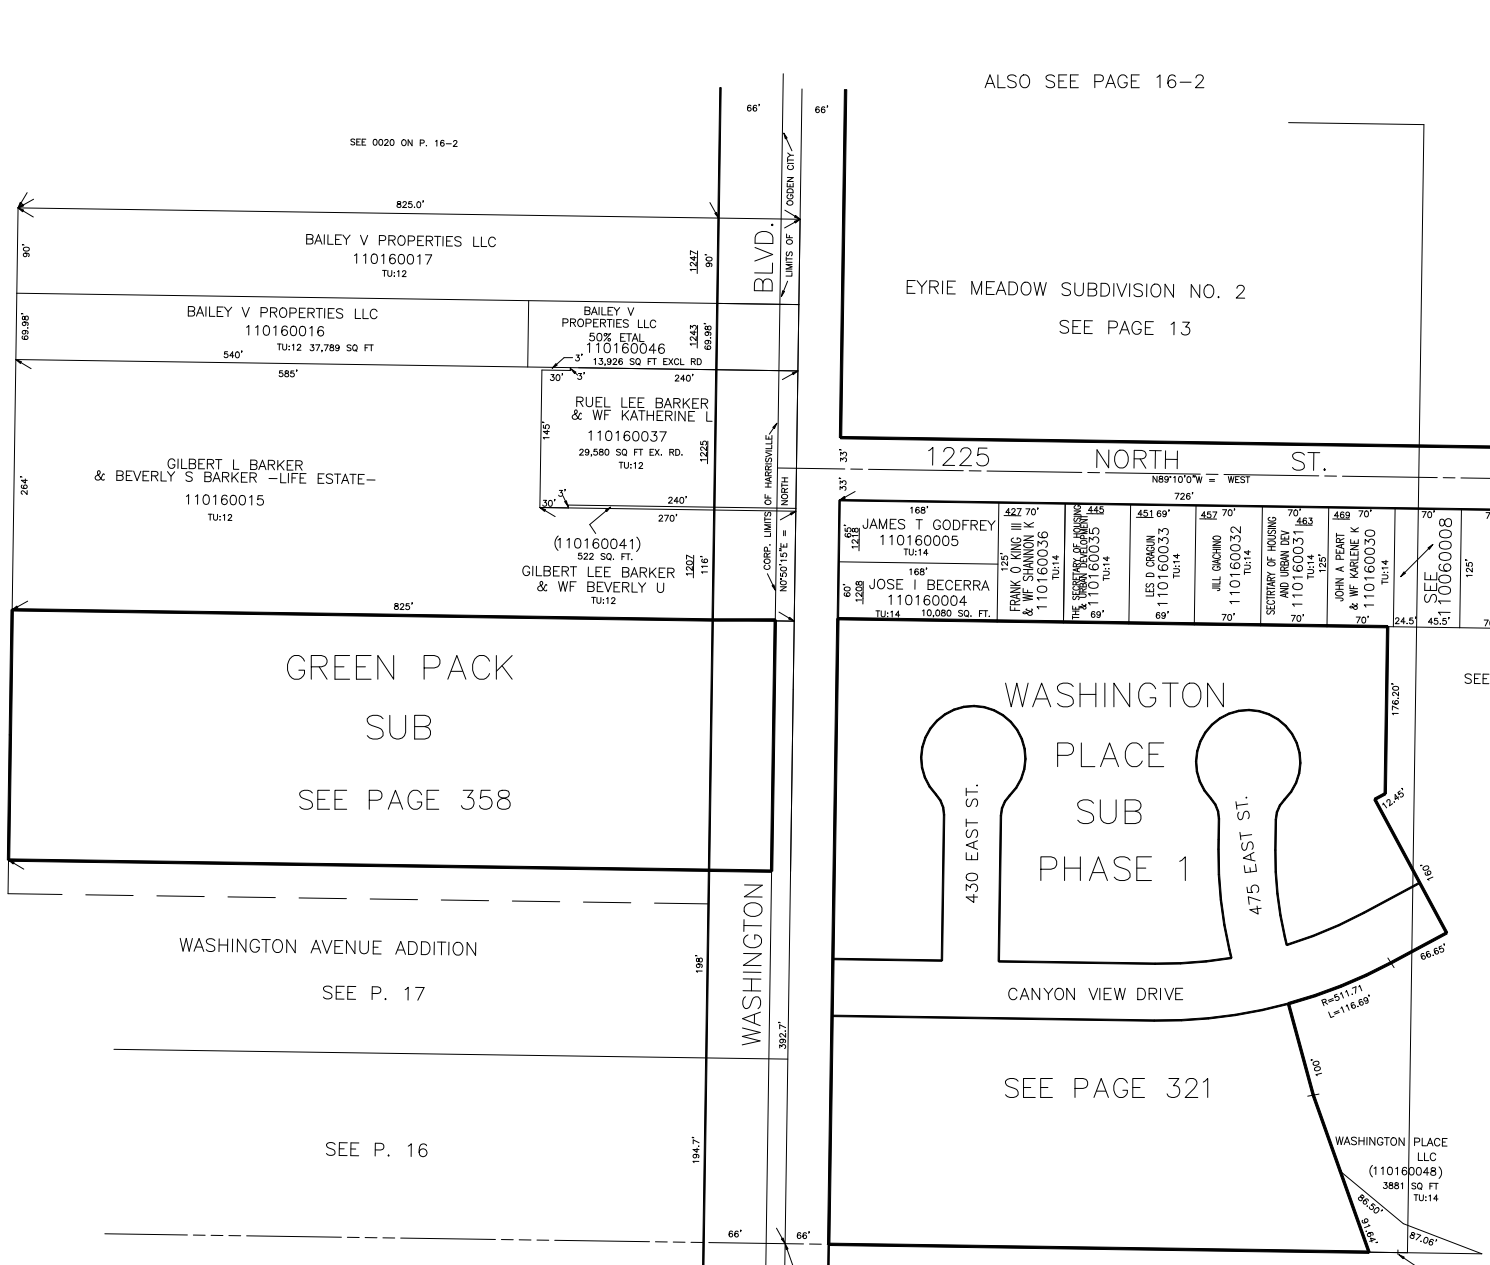 ALSO SEE PAGE 16-2
66'
66'
SEE 0020 ON P. 16-2
LIMITS OF OGDEN CITY
825.0'
BAILEY V PROPERTIES LLC
110160017
TU:12
90'
1247
90'
BLVD.
EYRIE MEADOW SUBDIVISION NO. 2
SEE PAGE 13
BAILEY V PROPERTIES LLC
110160016
TU:12 37,789 SQ FT
69.98'
540'
BAILEY V
PROPERTIES LLC
50% ETAL
110160046
13,926 SQ FT EXCL RD
1243
69.98'
585'
3'
30'
3'
240'
RUEL LEE BARKER
& WF KATHERINE L
110160037
29,580 SQ FT EX. RD.
TU:12
145'
1225
GILBERT L BARKER
& BEVERLY S BARKER -LIFE ESTATE-
110160015
TU:12
264'
CORP. LIMITS OF HARRISVILLE
N0°50'15"E = NORTH
33'
33'
1225 NORTH ST.
N89°10'0"W = WEST
726'
30'
3'
240'
270'
(110160041)
522 SQ. FT.
GILBERT LEE BARKER
& WF BEVERLY U
TU:12
1207
116'
825'
168'
65'
1218
JAMES T GODFREY
110160005
TU:14
168'
60'
1208
JOSE I BECERRA
110160004
TU:14 10,080 SQ. FT.
427 70'
125'
FRANK O KING III
& WF SHANNON K
110160036
TU:14
445
THE SECRETARY OF HOUSING
& URBAN DEVELOPMENT
110160035
TU:14
69'
451 69'
LES D CRAGUN
110160033
TU:14
69'
457 70'
JILL GIACHINO
110160032
TU:14
70'
70'
463
SECTRTARY OF HOUSING
AND URBAN DEV
110160031
TU:14
125'
70'
469 70'
JOHN A PEART
& WF KARLENE K
110160030
TU:14
70'
70'
SEE
110060008
24.5'
45.5'
125'
SEE
GREEN PACK
SUB
SEE PAGE 358
WASHINGTON
PLACE
SUB
PHASE 1
430 EAST ST.
475 EAST ST.
176.20'
12.45'
160'
66.65'
R=511.71
L=116.69'
CANYON VIEW DRIVE
WASHINGTON AVENUE ADDITION
SEE P. 17
198'
WASHINGTON
392.7'
SEE PAGE 321
100'
SEE P. 16
194.7'
66'
66'
WASHINGTON PLACE
LLC
(110160048)
3881 SQ FT
TU:14
86.50'
91.64'
87.06'